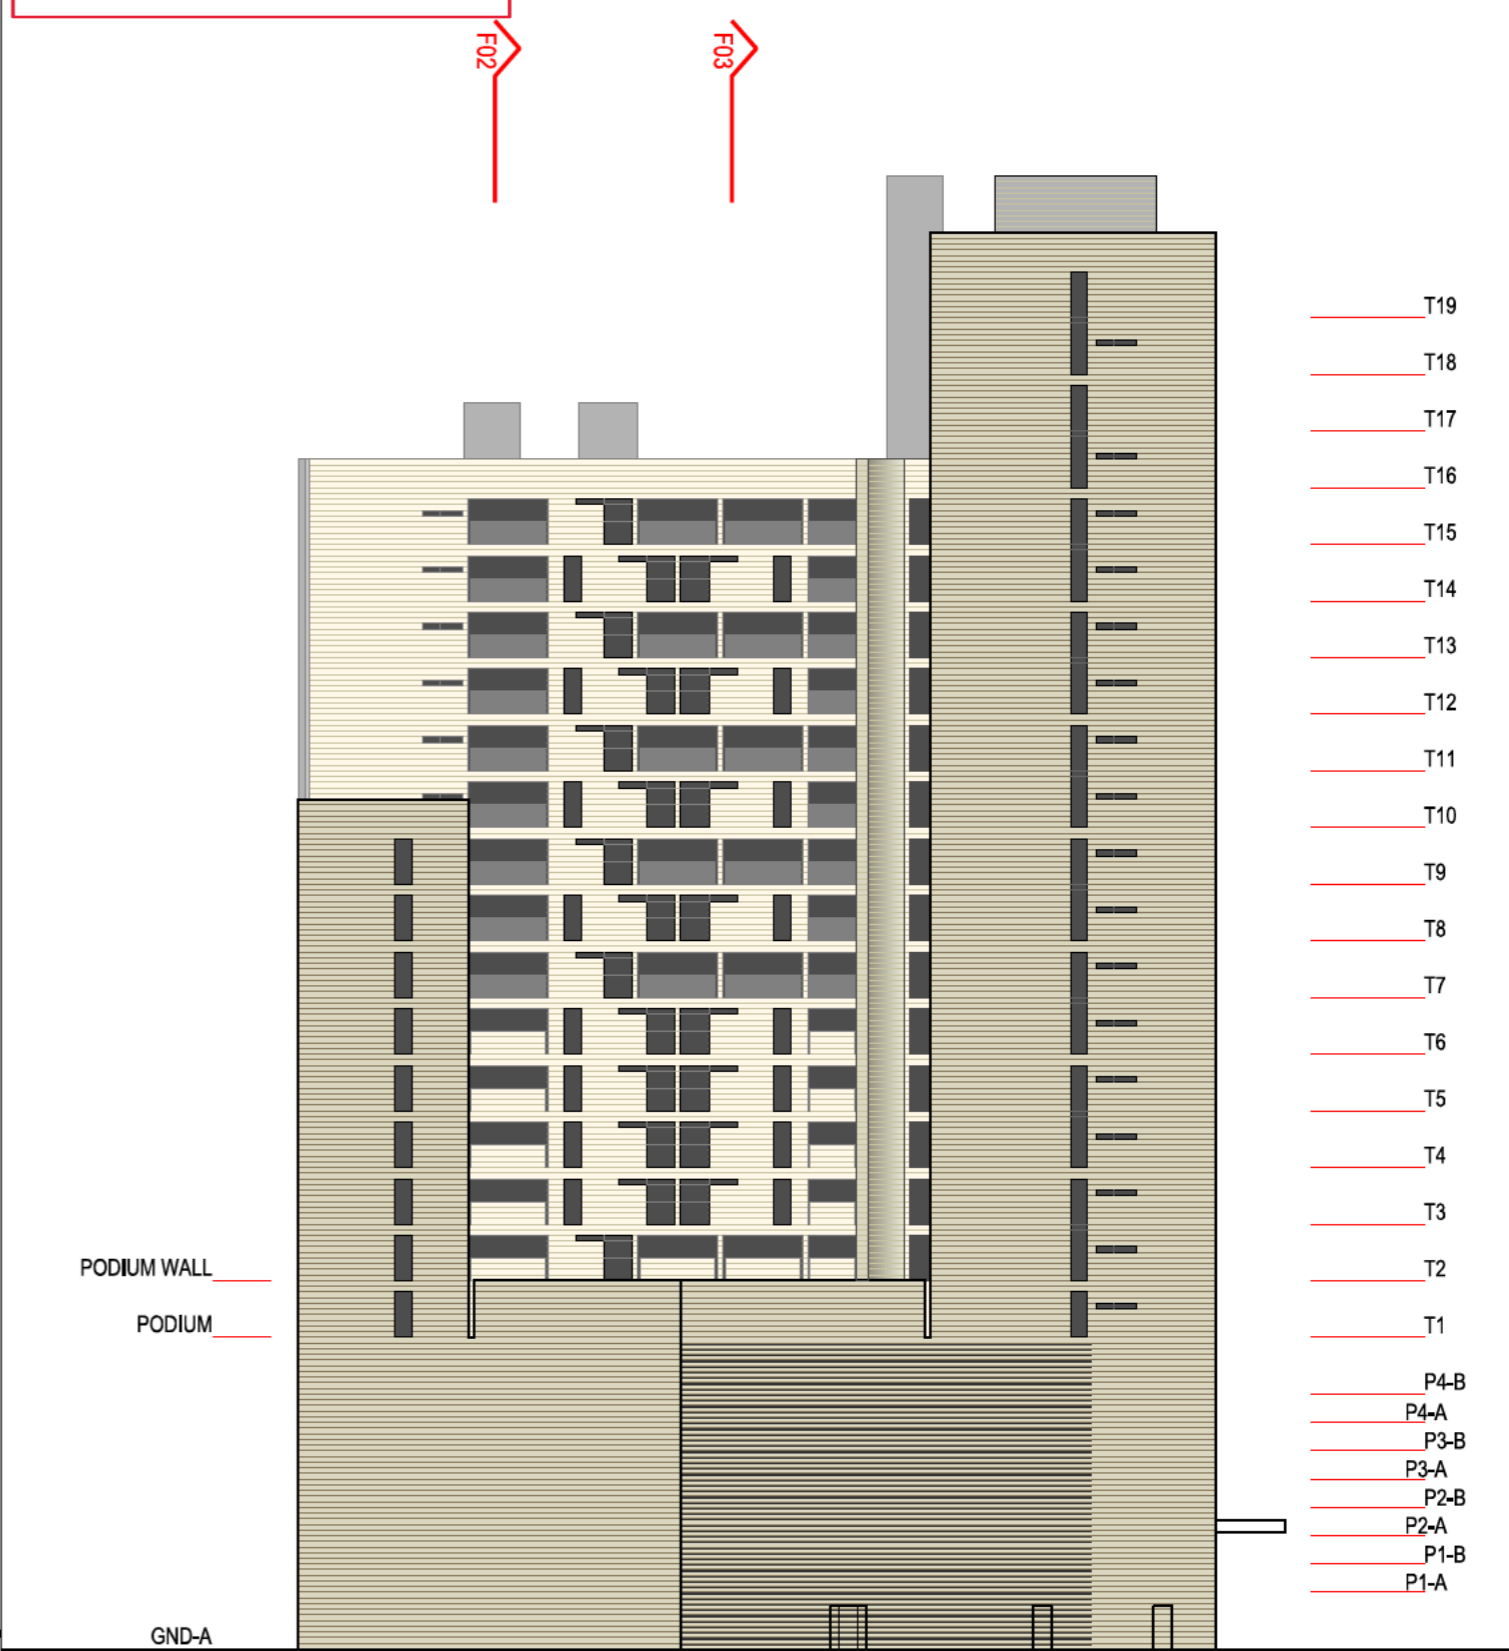 F02
F03
T19
T18
T17
T16
T15
T14
T13
T12
T11
T10
T9
T8
T7
T6
T5
T4
T3
PODIUM WALL
T2
PODIUM
T1
P4-B
P4-A
P3-B
P3-A
P2-B
P2-A
P1-B
P1-A
GND-A